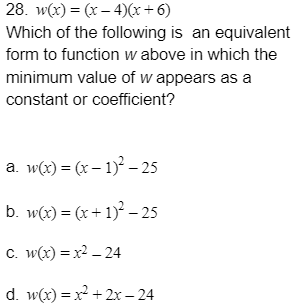 28. w(x) = (x – 4)(x + 6)
Which of the following is an equivalent
form to function w above in which the
minimum value of w appears as a
constant or coefficient?
a. w(x) = (x – 1)² – 25
b. w(x) = (x + 1)² – 25
c. w(x) = x² – 24
d. w(x) = x² + 2x – 24